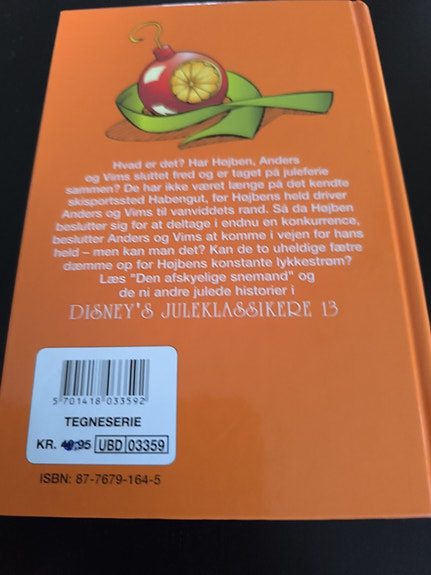 Hvad er det? Har Højben, Anders
og Vims sluttet fred og er taget på juleferie
sammen? De har ikke været længe på det kendte
skisportssted Habengut, før Højbens held driver
Anders og Vims til vanviddets rand. Så da Højben
beslutter sig for at deltage i endnu en konkurrence,
beslutter Anders og Vims at komme i vejen for hans
held – men kan man det? Kan de to uheldige fætre
dæmme op for Højbens konstante lykkestrøm?
Læs "Den afskyelige snemand" og
de ni andre julede historier i
DISNEY'S JULEKLASSIKERE 13
5 701418 033592
TEGNESERIE
KR. 49,95 UBD 03359
ISBN: 87-7679-164-5